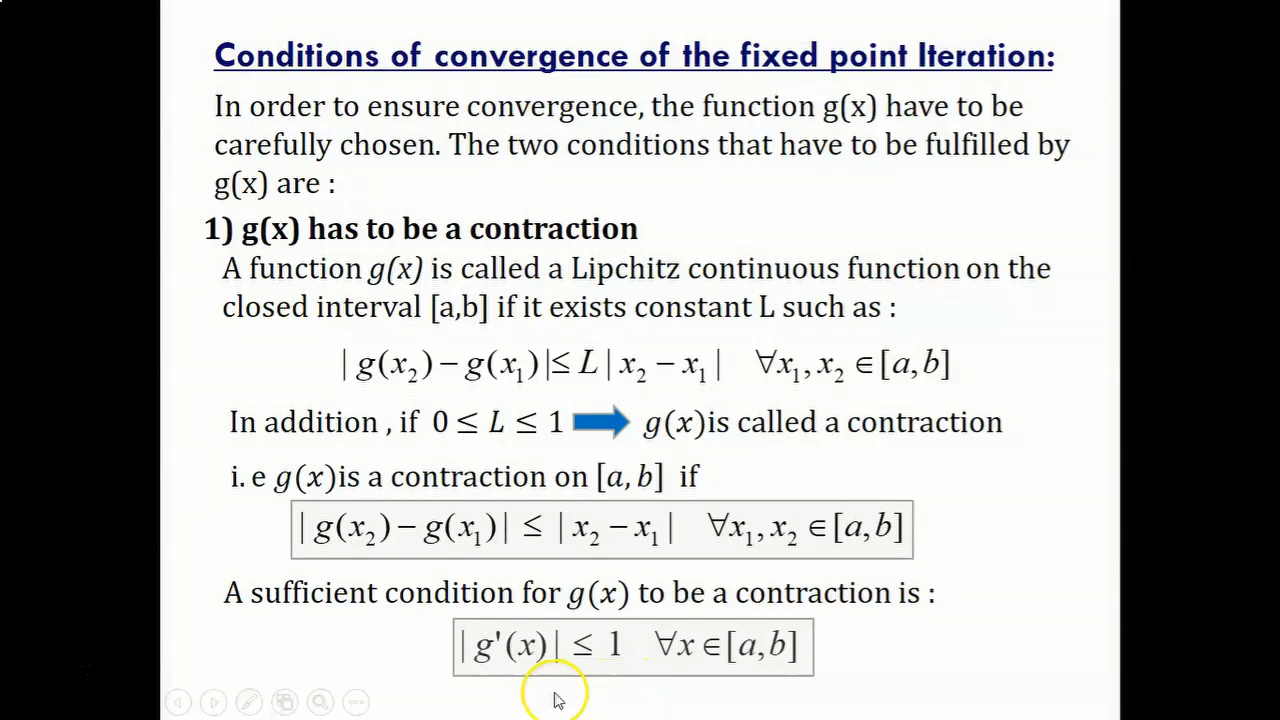 Conditions of convergence of the fixed point Iteration:
In order to ensure convergence, the function g(x) have to be
carefully chosen. The two conditions that have to be fulfilled by
g(x) are :
1) g(x) has to be a contraction
A function g(x) is called a Lipchitz continuous function on the
closed interval [a,b] if it exists constant L such as :
| g(x₂) − g(x₁)|≤ L | x₂ − x₁ | ∀x₁, x₂ ∈[a,b]
In addition , if 0 ≤ L ≤ 1 g(x)is called a contraction
i. e g(x)is a contraction on [a, b] if
| g(x₂) − g(x₁)| ≤ | x₂ − x₁ | ∀x₁, x₂ ∈[a,b]
A sufficient condition for g(x) to be a contraction is :
| g'(x)| ≤ 1 ∀x ∈[a,b]